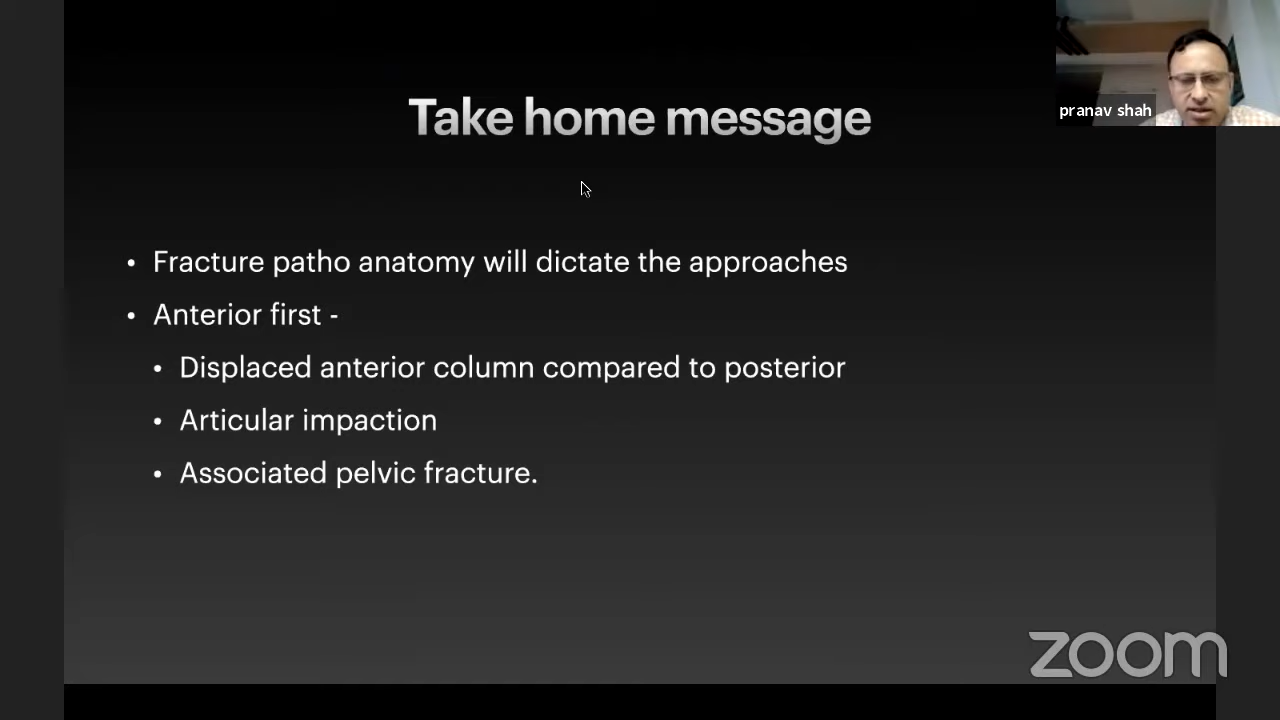 Take home message
pranav shah
• Fracture patho anatomy will dictate the approaches
• Anterior first -
• Displaced anterior column compared to posterior
• Articular impaction
• Associated pelvic fracture.
zoom